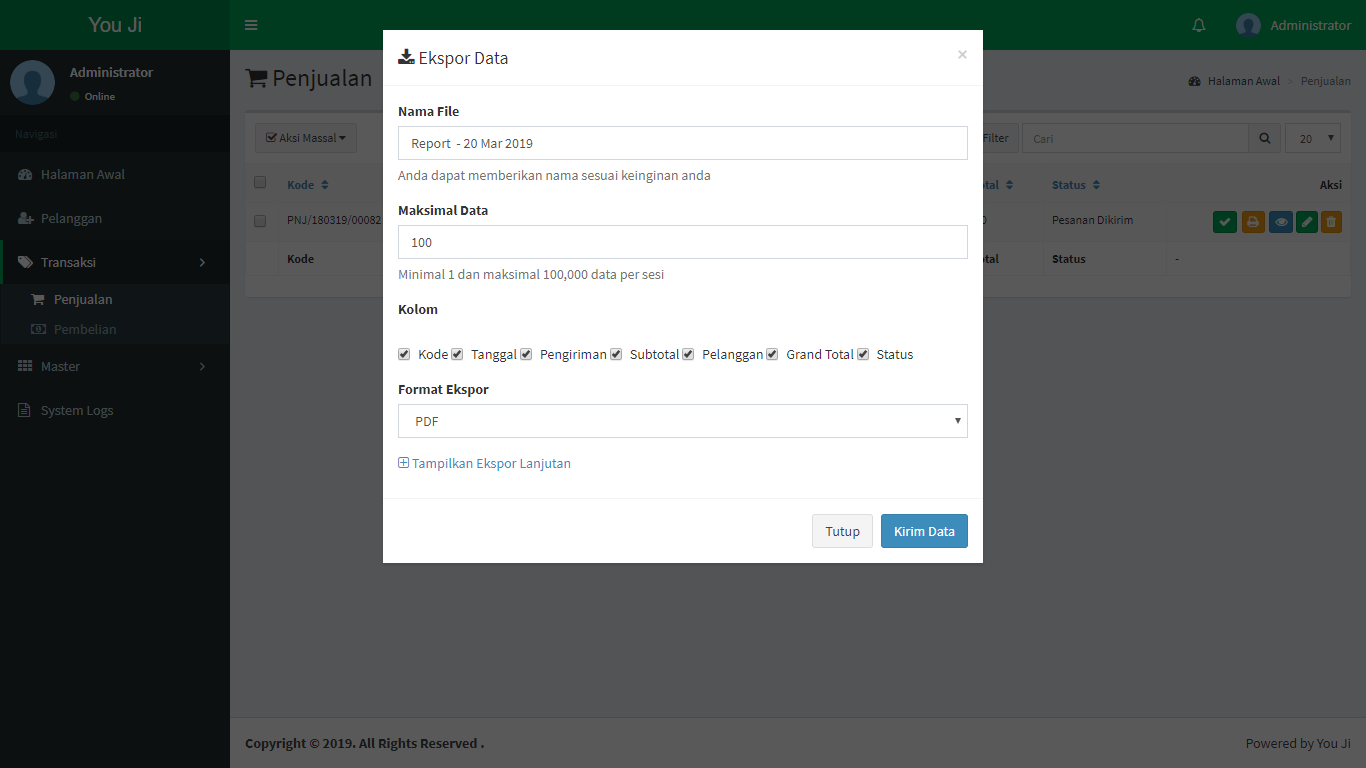 You Ji
Administrator
Administrator
Online
Navigasi
Halaman Awal
Pelanggan
Transaksi
Penjualan
Pembelian
Master
System Logs
Penjualan
Halaman Awal > Penjualan
Aksi Massal
Filter
Cari
20
Kode
Status
Aksi
PNJ/180319/00082
Pesanan Dikirim
Kode
Status
-
Ekspor Data
×
Nama File
Report - 20 Mar 2019
Anda dapat memberikan nama sesuai keinginan anda
Maksimal Data
100
Minimal 1 dan maksimal 100,000 data per sesi
Kolom
Kode Tanggal Pengiriman Subtotal Pelanggan Grand Total Status
Format Ekspor
PDF
Tampilkan Ekspor Lanjutan
Tutup
Kirim Data
Copyright © 2019. All Rights Reserved .
Powered by You Ji